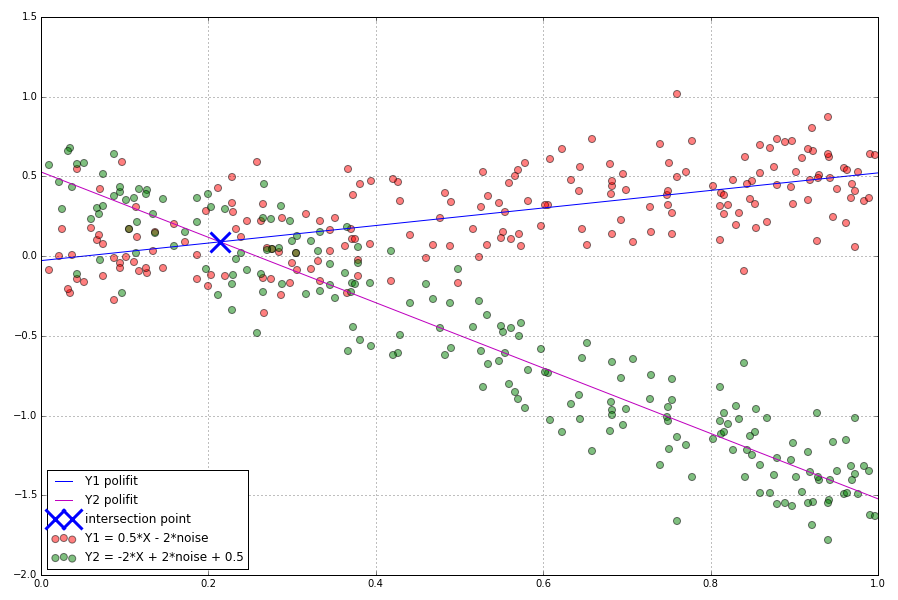 1.5
1.0
0.5
0.0
−0.5
−1.0
−1.5
−2.0
Y1 polifit
Y2 polifit
intersection point
Y1 = 0.5*X - 2*noise
Y2 = -2*X + 2*noise + 0.5
0.0 0.2 0.4 0.6 0.8 1.0